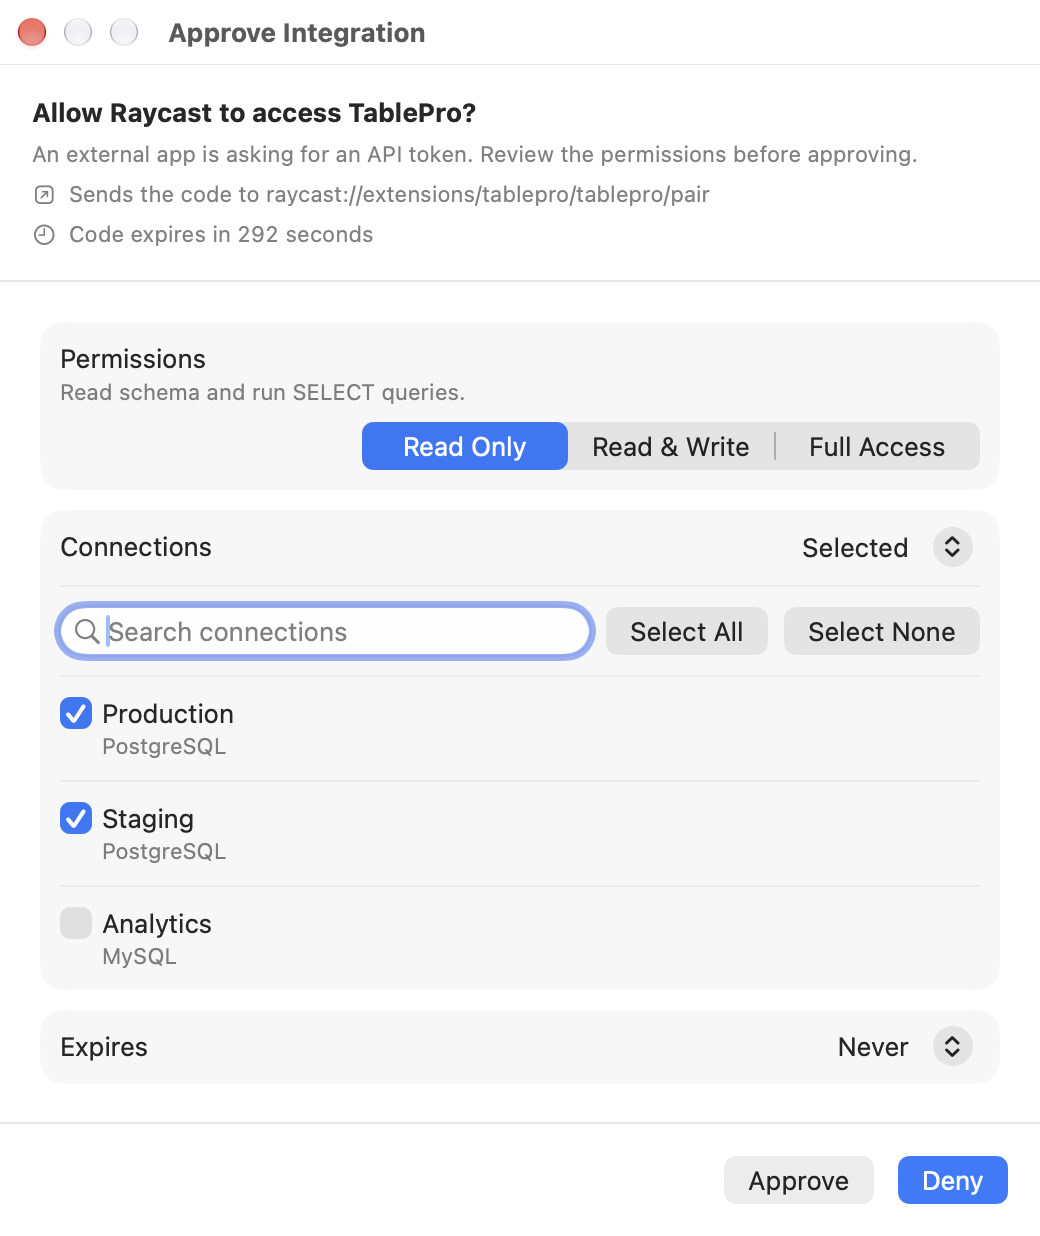 Approve Integration
Allow Raycast to access TablePro?
An external app is asking for an API token. Review the permissions before approving.
Sends the code to raycast://extensions/tablepro/tablepro/pair
Code expires in 292 seconds
Permissions
Read schema and run SELECT queries.
Read Only Read & Write Full Access
Connections Selected
Search connections Select All Select None
Production
PostgreSQL
Staging
PostgreSQL
Analytics
MySQL
Expires Never
Approve Deny